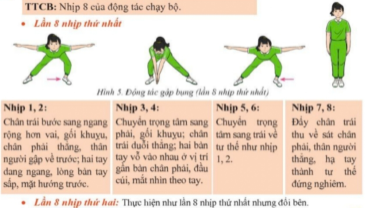 TTCB: Nhịp 8 của động tác chạy bộ.
• Lần 8 nhịp thứ nhất
Hình 5. Động tác gập bụng (lần 8 nhịp thứ nhất)
Nhịp 1, 2:
Chân trái bước sang ngang
rộng hơn vai, gối khuỵu,
chân phải thẳng, thân
người gập về trước; hai tay
dang ngang, lòng bàn tay
sấp, mặt hướng trước.
Nhịp 3, 4:
Chuyển trọng tâm sang
phải, gối khuỵu; chân
trái duỗi thẳng; hai bàn
tay vỗ vào nhau ở vị trí
gần bàn chân phải, đầu
cúi, mắt nhìn theo tay.
Nhịp 5, 6:
Chuyển trọng
tâm sang trái về
tư thế như nhịp
1, 2.
Nhịp 7, 8:
Đẩy chân trái
thu về sát chân
phải, thân người
thẳng, hạ tay
thành tư thế
đứng nghiêm.
• Lần 8 nhịp thứ hai: Thực hiện như lần 8 nhịp thứ nhất nhưng đổi bên.